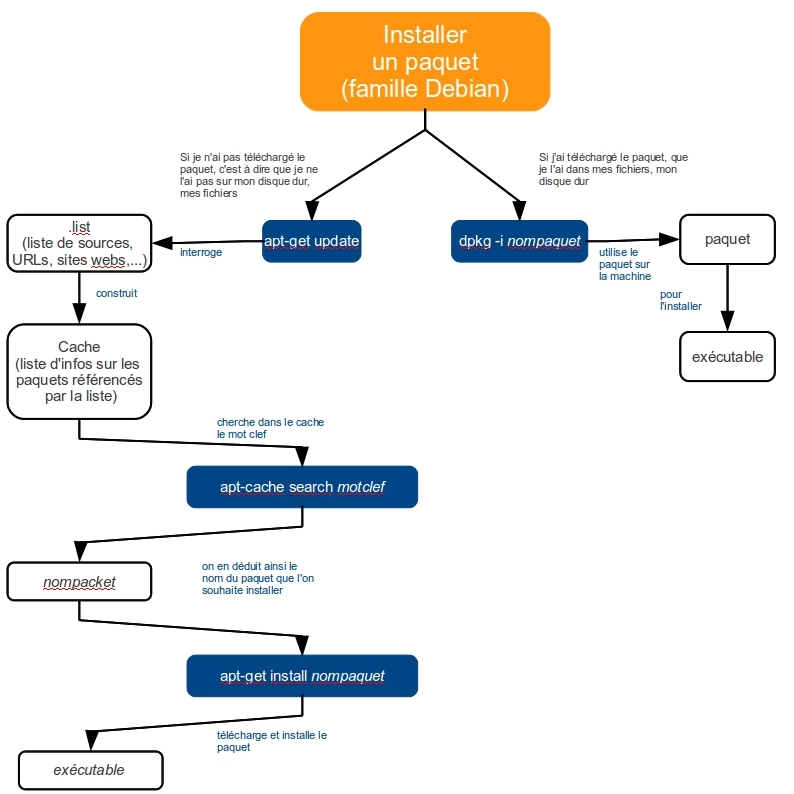 Installer
un paquet
(famille Debian)
Si je n'ai pas téléchargé le
paquet, c'est à dire que je ne
l'ai pas sur mon disque dur,
mes fichiers
Si j'ai téléchargé le paquet, que
je l'ai dans mes fichiers, mon
disque dur
.list
(liste de sources,
URLs, sites webs,...)
interroge
apt-get update
dpkg -i nompaquet
utilise le
paquet sur
la machine
paquet
construit
pour
l'installer
Cache
(liste d'infos sur les
paquets référencés
par la liste)
exécutable
cherche dans le cache
le mot clef
apt-cache search motclef
nompacket
on en déduit ainsi le
nom du paquet que l'on
souhaite installer
apt-get install nompaquet
télécharge et installe le
paquet
exécutable